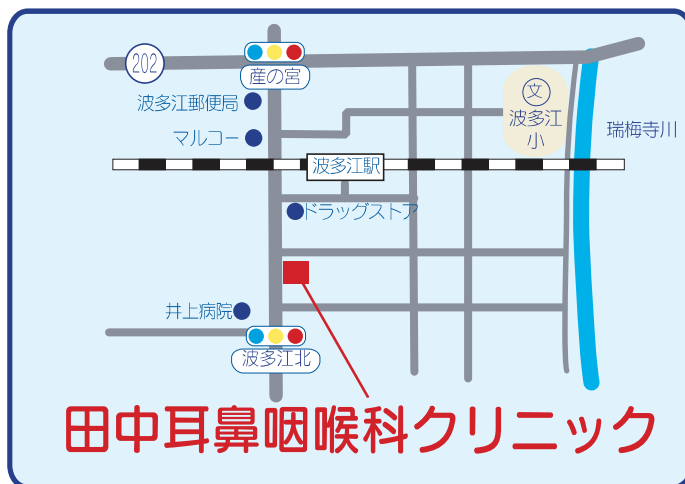 202
産の宮
波多江郵便局
マルコー
文
波多江
小
瑞梅寺川
波多江駅
ドラッグストア
井上病院
波多江北
田中耳鼻咽喉科クリニック